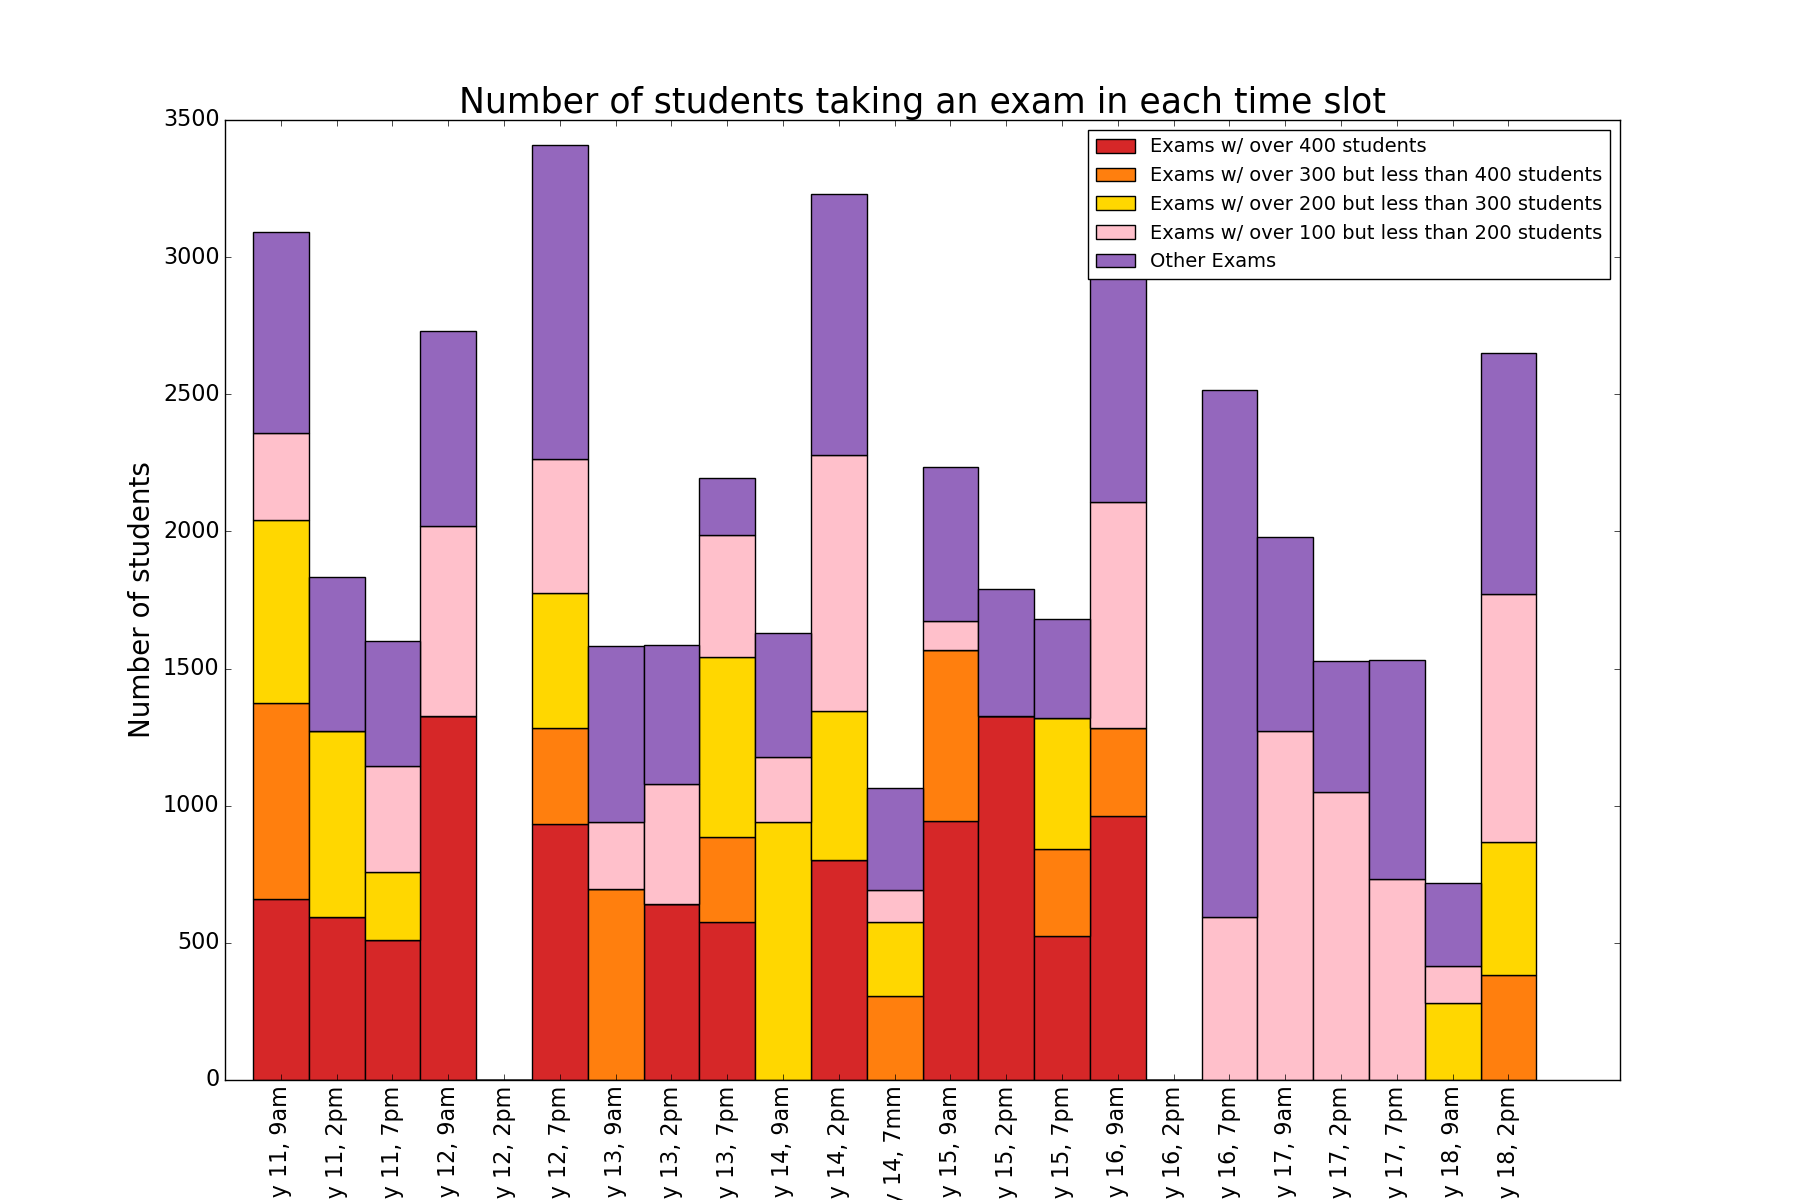 Number of students taking an exam in each time slot
Number of students
3500
3000
2500
2000
1500
1000
500
0
Exams w/ over 400 students
Exams w/ over 300 but less than 400 students
Exams w/ over 200 but less than 300 students
Exams w/ over 100 but less than 200 students
Other Exams
y 11, 9am
y 11, 2pm
y 11, 7pm
y 12, 9am
y 12, 2pm
y 12, 7pm
y 13, 9am
y 13, 2pm
y 13, 7pm
y 14, 9am
y 14, 2pm
y 14, 7mm
y 15, 9am
y 15, 2pm
y 15, 7pm
y 16, 9am
y 16, 2pm
y 16, 7pm
y 17, 9am
y 17, 2pm
y 17, 7pm
y 18, 9am
y 18, 2pm